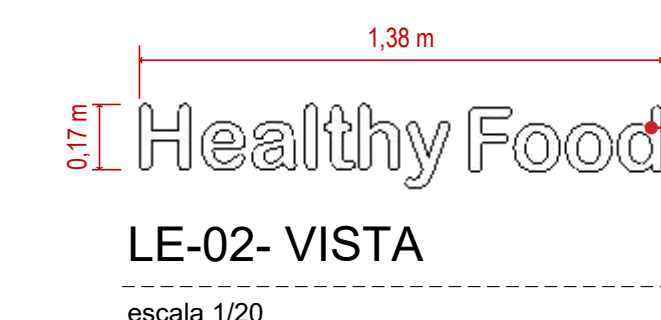 1,38 m
0,17 m
Healthy Food
LE-02- VISTA
escala 1/20